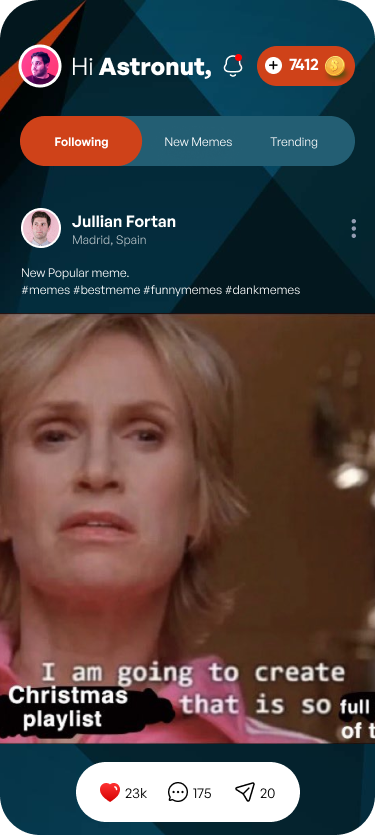 Hi Astronut,
7412
Following New Memes Trending
Jullian Fortan
Madrid, Spain
New Popular meme.
#memes #bestmeme #funnymemes #dankmemes
I am going to create
Christmas playlist that is so full
of t
23k 175 20